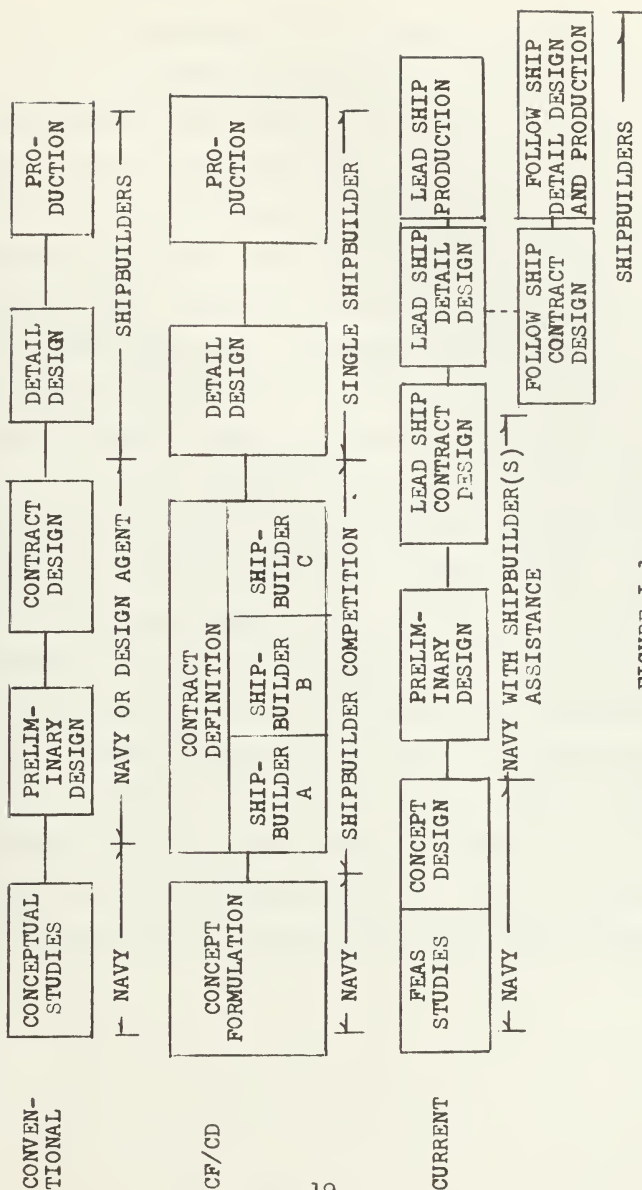 CONVEN-
TIONAL
CONCEPTUAL
STUDIES
PRELIM-
INARY
DESIGN
CONTRACT
DESIGN
DETAIL
DESIGN
PRO-
DUCTION
NAVY
NAVY OR DESIGN AGENT
SHIPBUILDERS
CF/CD
CONCEPT
FORMULATION
CONTRACT
DEFINITION
SHIP-
BUILDER
A
SHIP-
BUILDER
B
SHIP-
BUILDER
C
DETAIL
DESIGN
PRO-
DUCTION
NAVY
SHIPBUILDER COMPETITION
SINGLE SHIPBUILDER
CURRENT
FEAS
STUDIES
CONCEPT
DESIGN
PRELIM-
INARY
DESIGN
LEAD SHIP
CONTRACT
DESIGN
LEAD SHIP
DETAIL
DESIGN
LEAD SHIP
PRODUCTION
FOLLOW SHIP
CONTRACT
DESIGN
FOLLOW SHIP
DETAIL DESIGN
AND PRODUCTION
NAVY
NAVY WITH SHIPBUILDER(S)
ASSISTANCE
SHIPBUILDERS